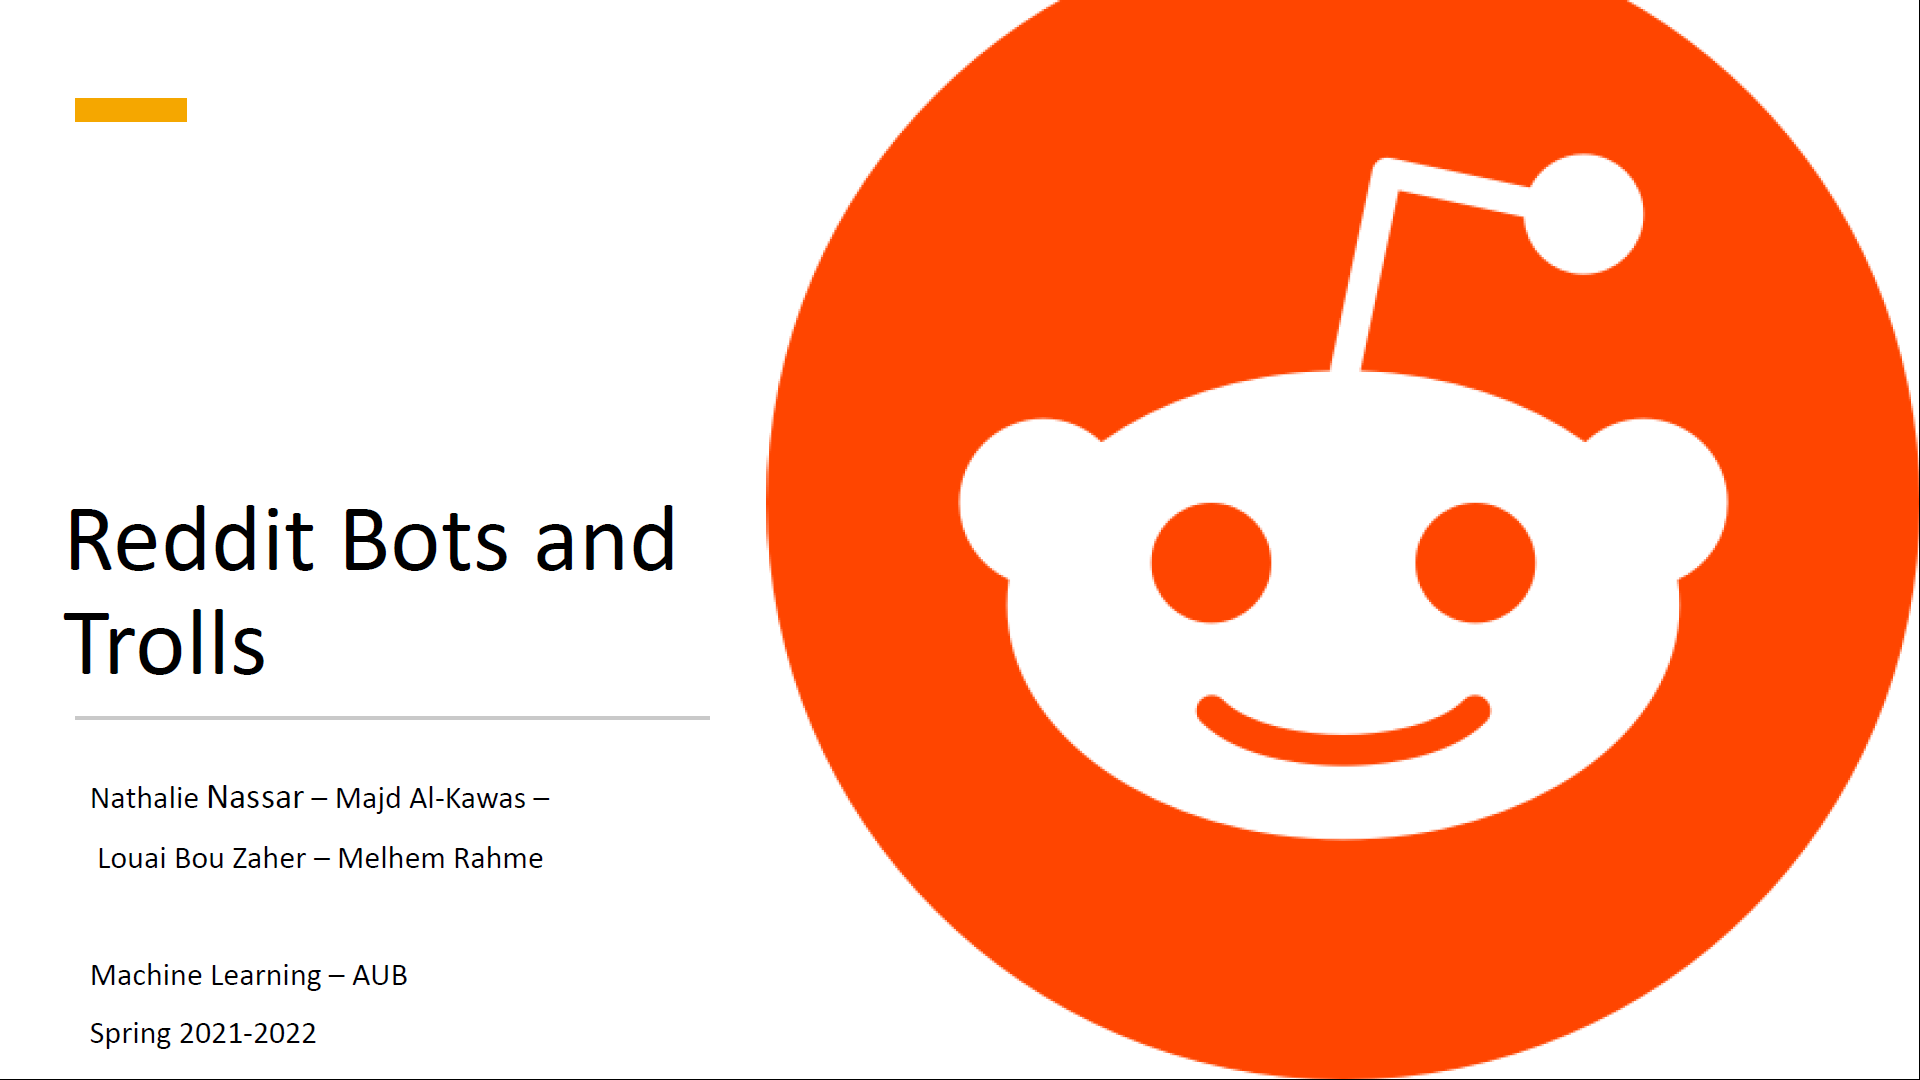 Reddit Bots and
Trolls
Nathalie Nassar – Majd Al-Kawas –
Louai Bou Zaher – Melhem Rahme
Machine Learning – AUB
Spring 2021-2022